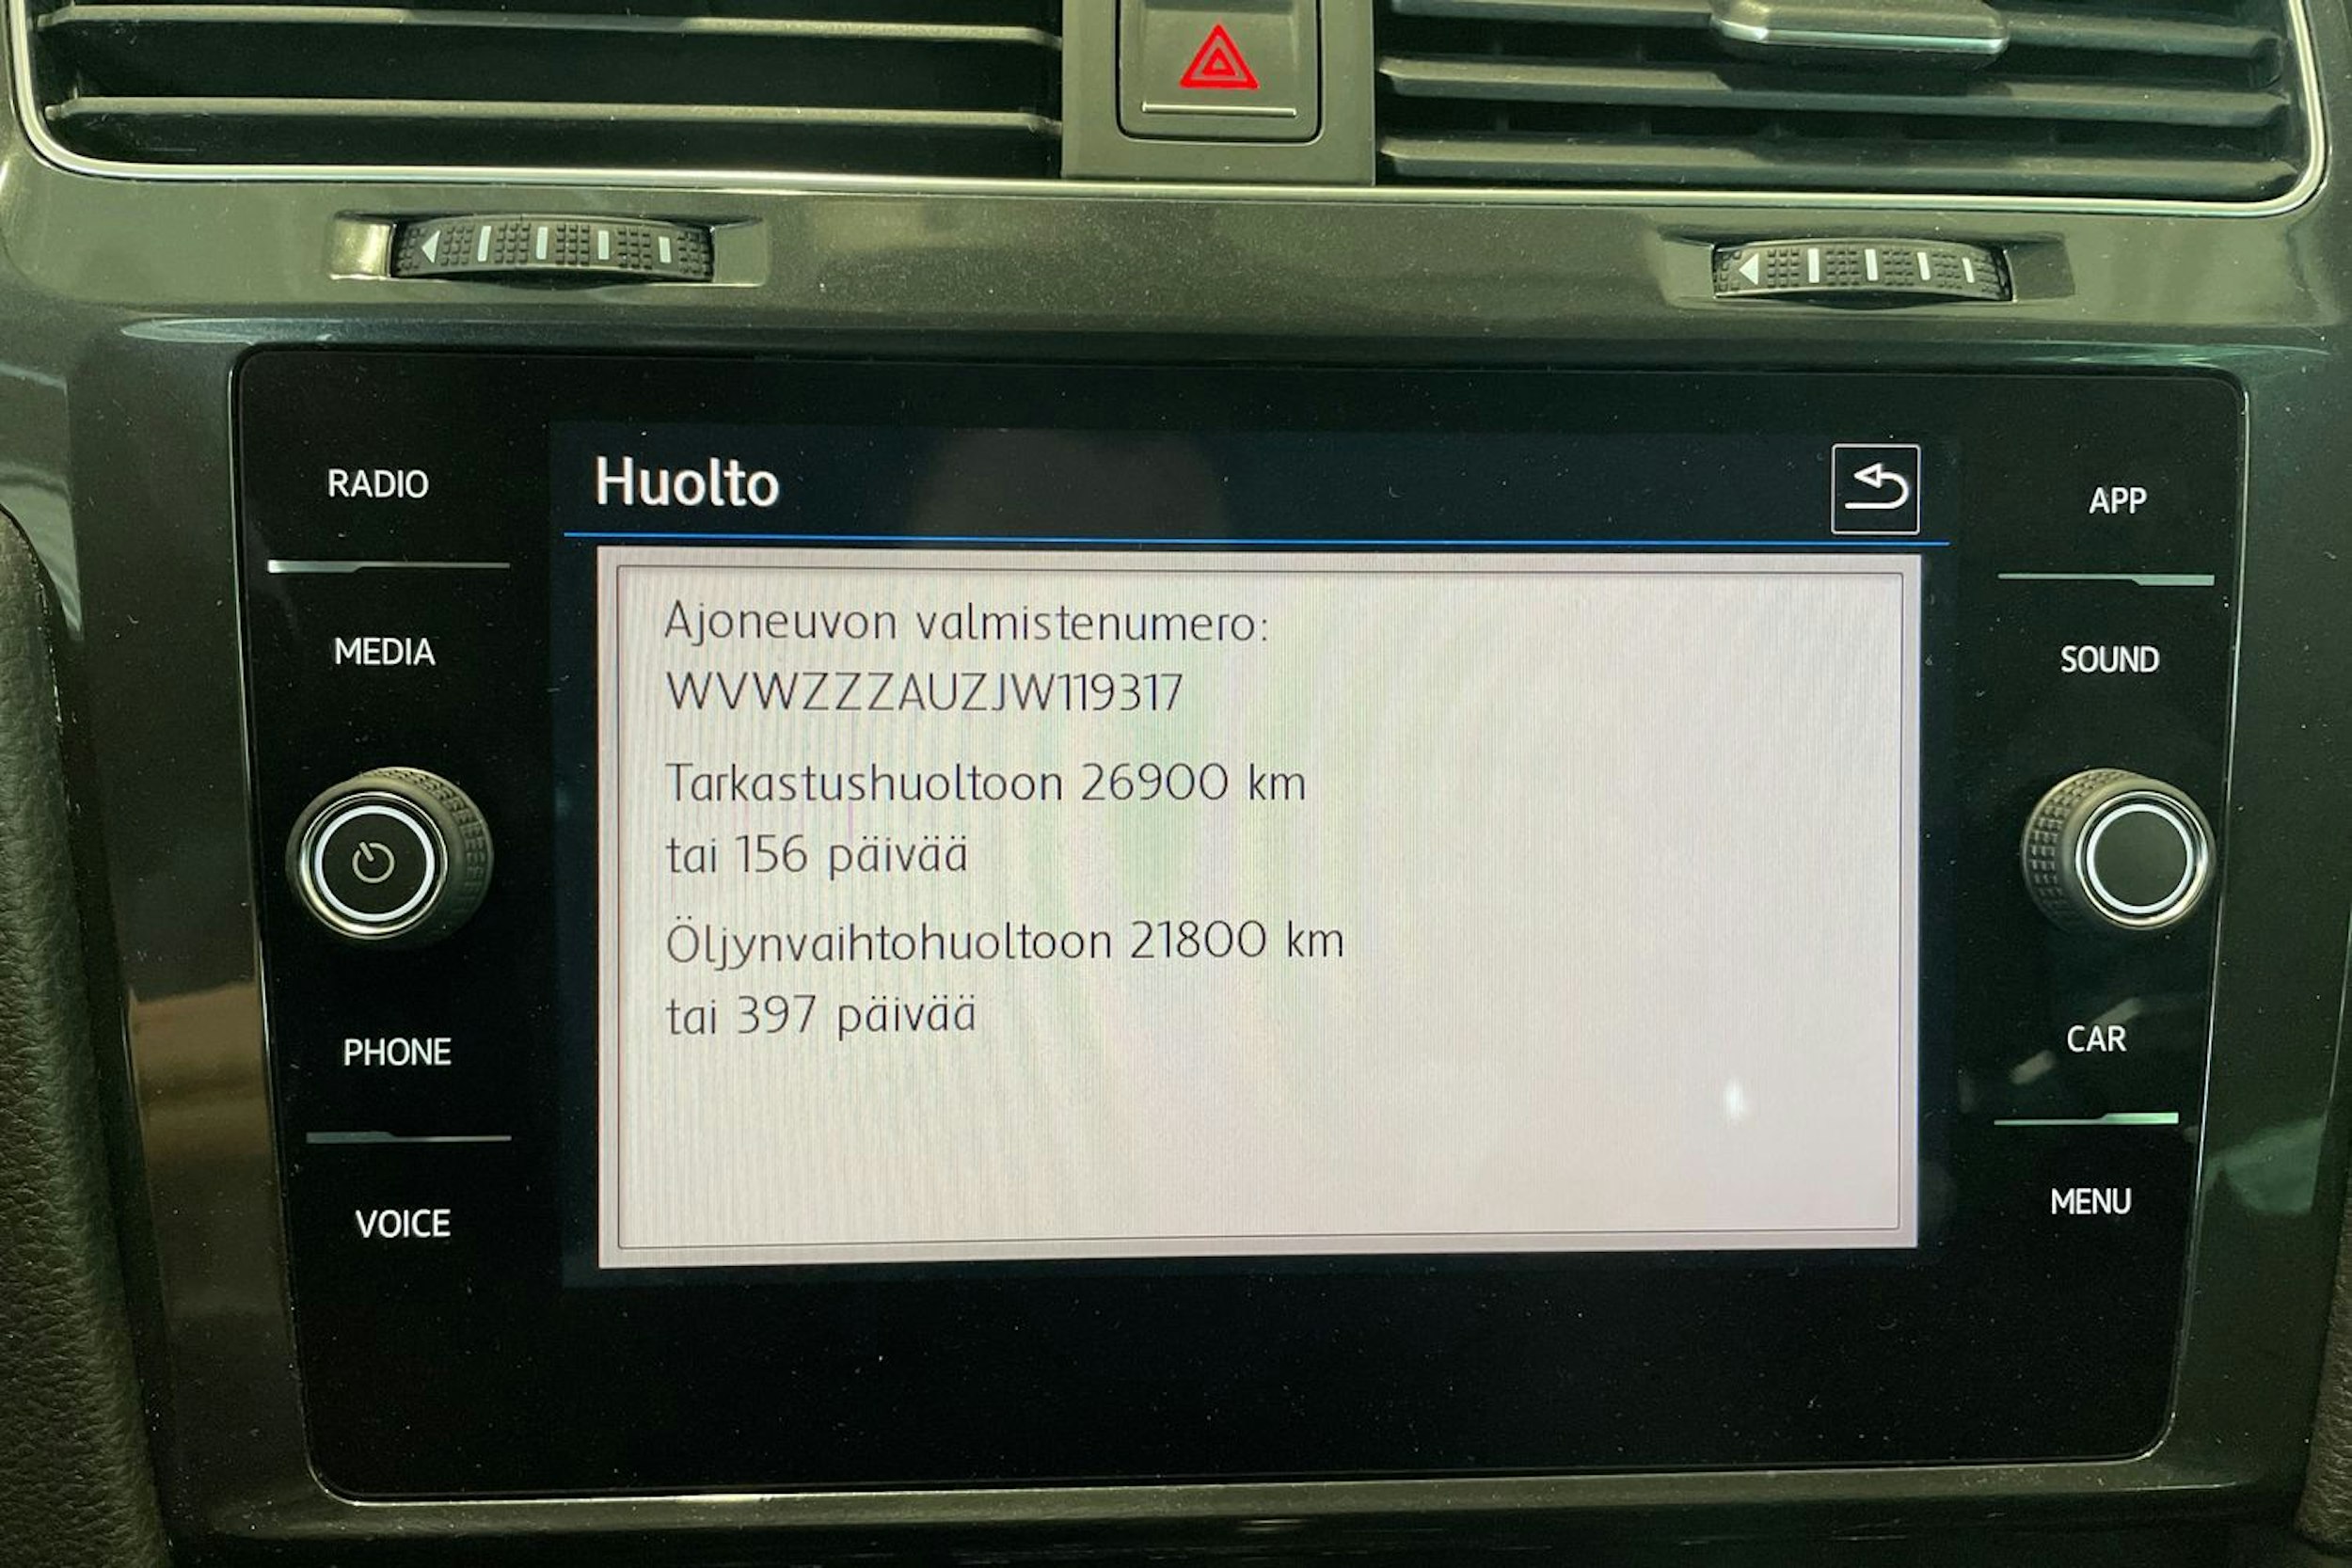 RADIO
MEDIA
PHONE
VOICE
Huolto
Ajoneuvon valmistenumero:
WVWZZZAUZJW119317
Tarkastushuoltoon 26900 km
tai 156 päivää
Öljynvaihtohuoltoon 21800 km
tai 397 päivää
APP
SOUND
CAR
MENU